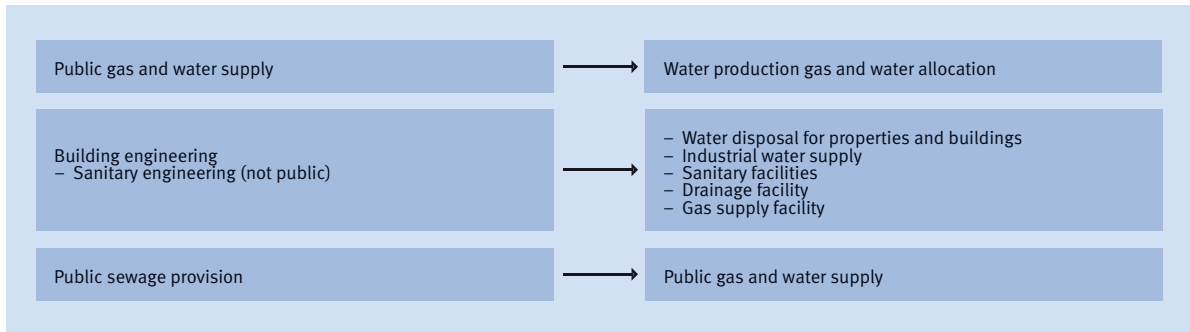 Public gas and water supply
Water production gas and water allocation
Building engineering
– Sanitary engineering (not public)
– Water disposal for properties and buildings
– Industrial water supply
– Sanitary facilities
– Drainage facility
– Gas supply facility
Public sewage provision
Public gas and water supply